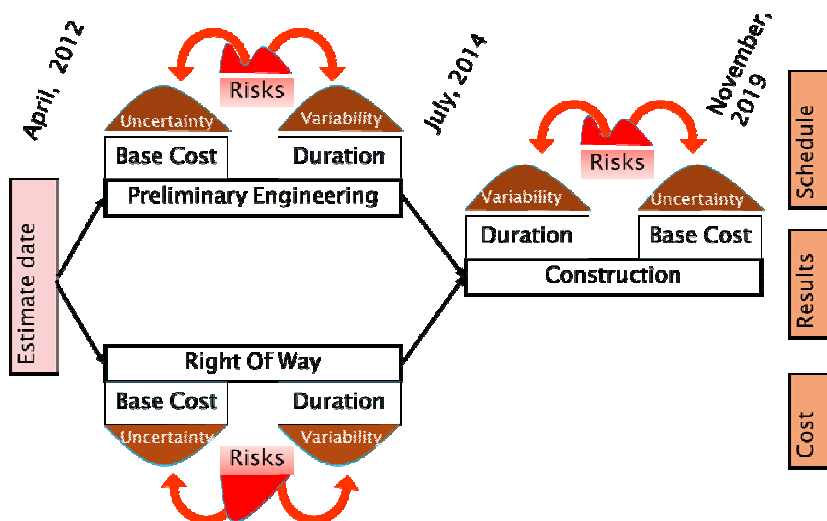 April, 2012
Risks
July, 2014
November,
2019
Uncertainty
Variability
Base Cost
Duration
Preliminary Engineering
Risks
Variability
Uncertainty
Duration
Base Cost
Construction
Estimate date
Right Of Way
Base Cost
Duration
Uncertainty
Variability
Risks
Schedule
Results
Cost